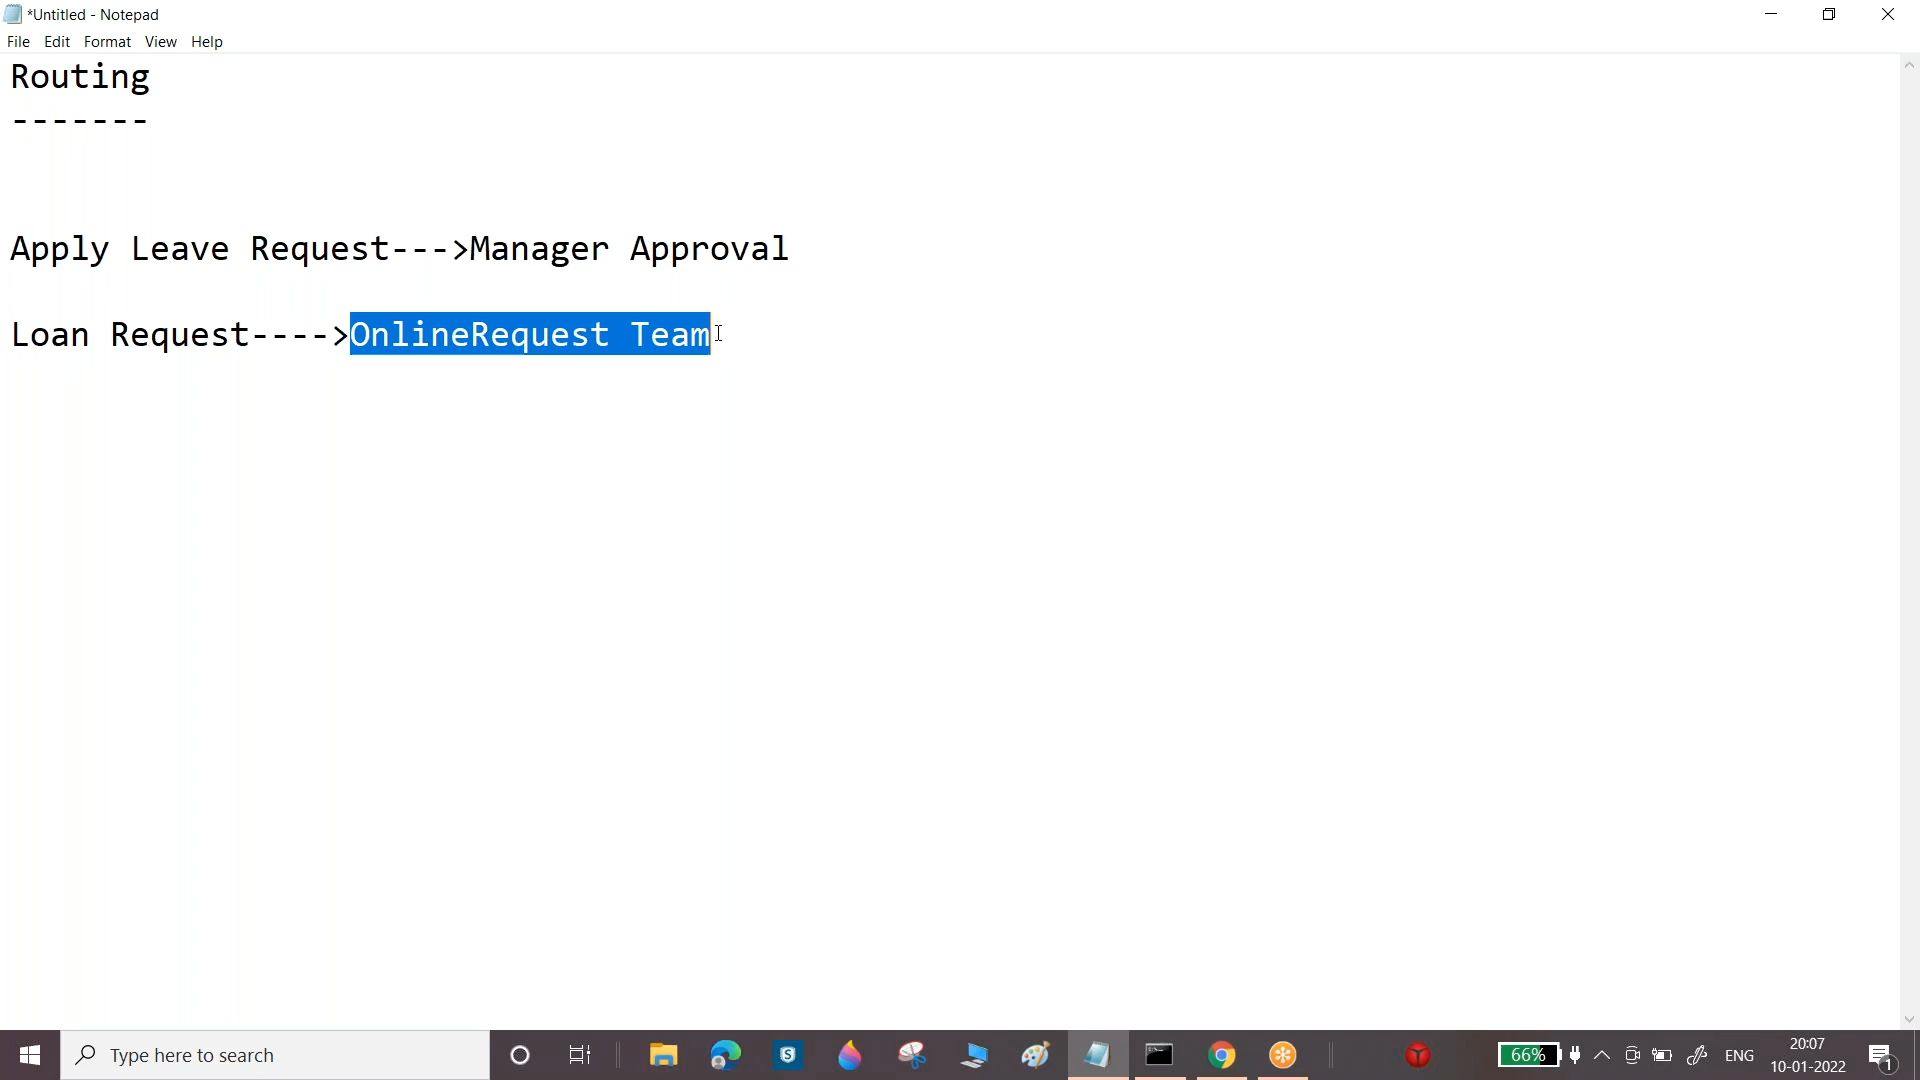 *Untitled - Notepad
File Edit Format View Help
Routing
-------
Apply Leave Request--->Manager Approval
Loan Request---->OnlineRequest Team
Type here to search
66%
ENG
20:07
10-01-2022
1